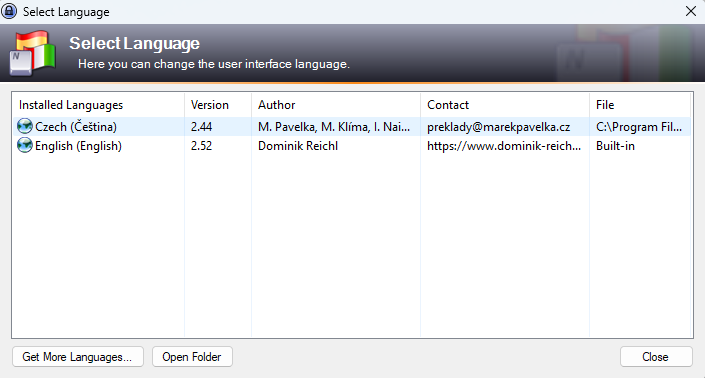 Select Language
Select Language
Here you can change the user interface language.
Installed Languages Version Author Contact File
Czech (Čeština) 2.44 M. Pavelka, M. Klíma, I. Nai... preklady@marekpavelka.cz C:\Program Fil...
English (English) 2.52 Dominik Reichl https://www.dominik-reich... Built-in
Get More Languages... Open Folder Close